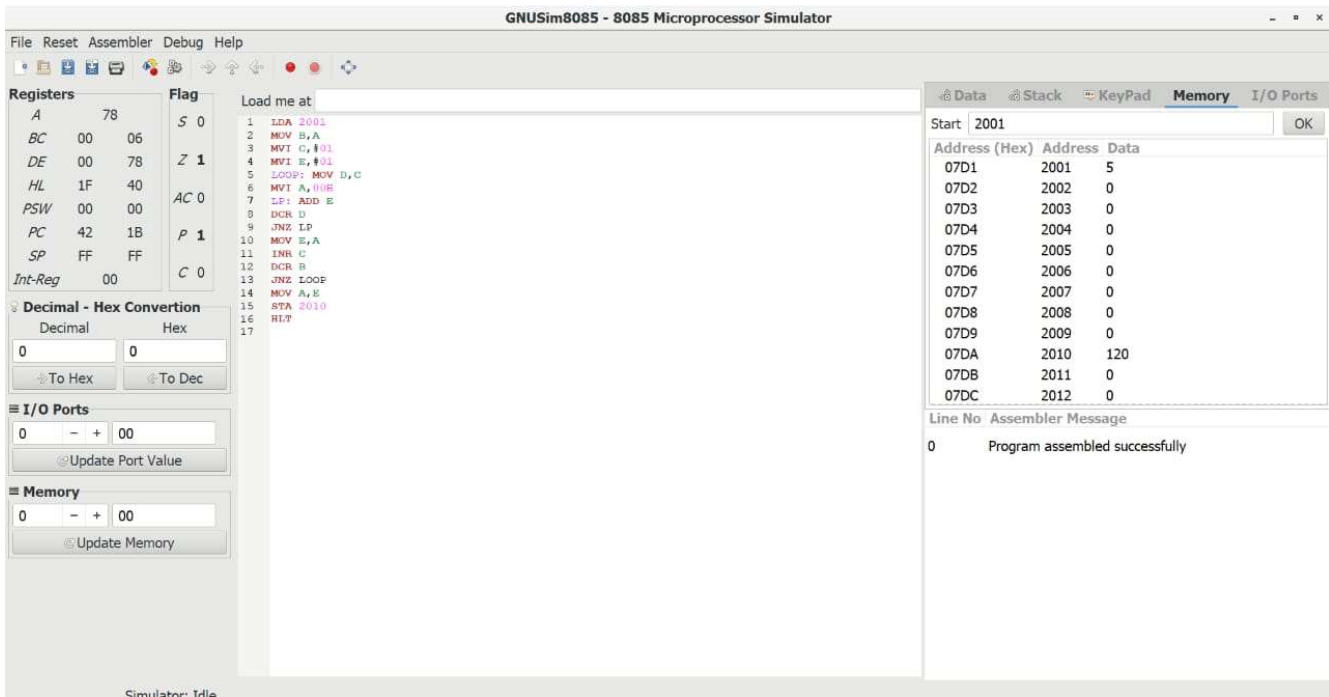 GNUSim8085 - 8085 Microprocessor Simulator
File Reset Assembler Debug Help
Registers
A 78
BC 00 06
DE 00 78
HL 1F 40
PSW 00 00
PC 42 1B
SP FF FF
Int-Reg 00
Flag
S 0
Z 1
AC 0
P 1
C 0
Decimal - Hex Convertion
Decimal Hex
0 0
To Hex To Dec
I/O Ports
0 - + 00
Update Port Value
Memory
0 - + 00
Update Memory
Simulator: Idle
Load me at
1 LDA 2001
2 MOV B,A
3 MVI C,#01
4 MVI E,#01
5 LOOP: MOV D,C
6 MVI A,00H
7 LP: ADD E
8 DCR D
9 JNZ LP
10 MOV E,A
11 INR C
12 DCR B
13 JNZ LOOP
14 MOV A,E
15 STA 2010
16 HLT
17
Data Stack KeyPad Memory I/O Ports
Start 2001 OK
Address (Hex) Address Data
07D1 2001 5
07D2 2002 0
07D3 2003 0
07D4 2004 0
07D5 2005 0
07D6 2006 0
07D7 2007 0
07D8 2008 0
07D9 2009 0
07DA 2010 120
07DB 2011 0
07DC 2012 0
Line No Assembler Message
0 Program assembled successfully